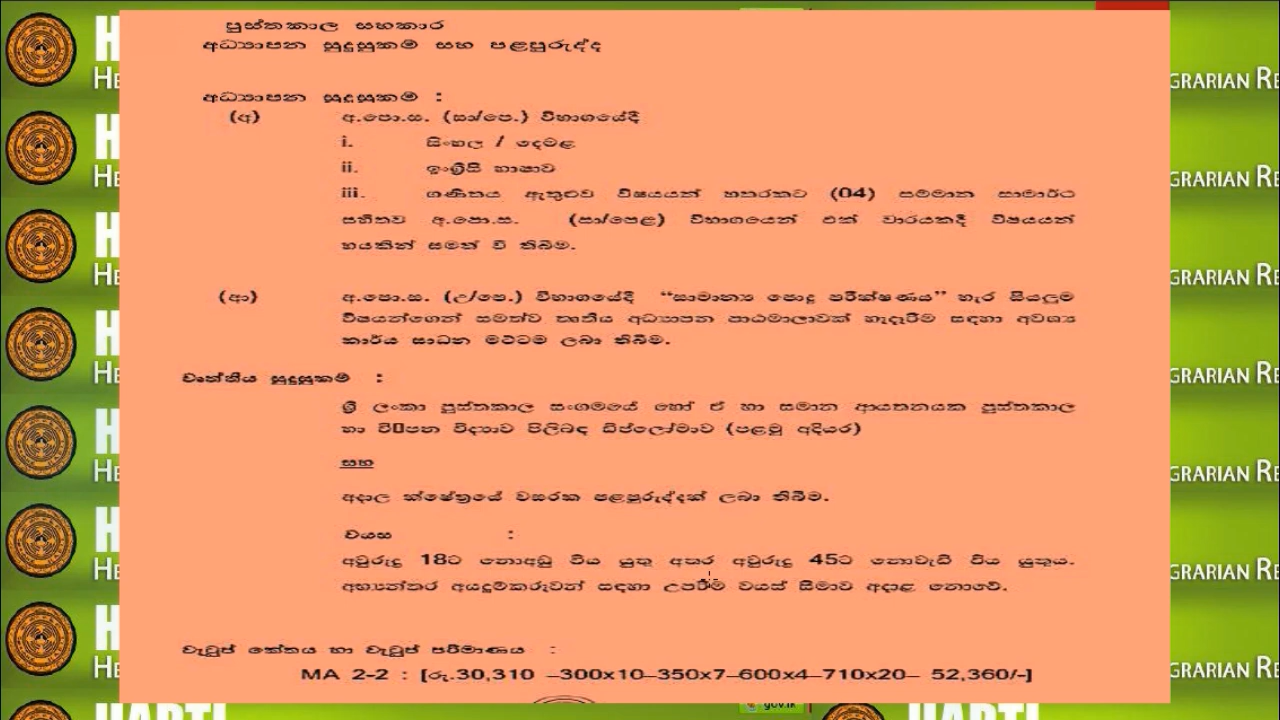 පුස්තකාල සහකාර
අධ්‍යාපන සුදුසුකම් සහ පළපුරුද්ද
අධ්‍යාපන සුදුසුකම් :
(අ) අ.පො.ස. (සා/පෙ.) විභාගයේදී
i. සිංහල / දෙමළ
ii. ඉංග්‍රීසි භාෂාව
iii. ගණිතය ඇතුළුව විෂයයන් හතරකට (04) සම්මාන සාමාර්ථ
සහිතව අ.පො.ස. (සා/පෙළ) විභාගයෙන් එක් වාරයකදී විෂයයන්
හයකින් සමත් වී තිබීම.
(ආ) අ.පො.ස. (උ/පෙ.) විභාගයේදී “සාමාන්‍ය පොදු පරීක්ෂණය” හැර සියලුම
විෂයන්ගෙන් සමත්ව තෘතීය අධ්‍යාපන පාඨමාලාවක් හැදෑරීම සඳහා අවශ්‍ය
කාර්ය සාධන මට්ටම ලබා තිබීම.
වෘත්තීය සුදුසුකම් :
ශ්‍රී ලංකා පුස්තකාල සංගමයේ හෝ ඒ හා සමාන ආයතනයක පුස්තකාල
හා වි▯පන විද්‍යාව පිලිබඳ ඩිප්ලෝමාව (පළමු අදියර)
සහ
අදාල ක්ෂේත්‍රයේ වසරක පළපුරුද්දක් ලබා තිබීම.
වයස :
අවුරුදු 18ට නොඅඩු විය යුතු අතර අවුරුදු 45ට නොවැඩි විය යුතුය.
අභ්‍යන්තර අයදුම්කරුවන් සඳහා උපරිම වයස් සීමාව අදාළ නොවේ.
වැටුප් කේතය හා වැටුප් පරිමාණය :
MA 2-2 : [රු.30,310 –300x10–350x7–600x4–710x20– 52,360/-]
HARTI
GRARIAN RE
gov.lk